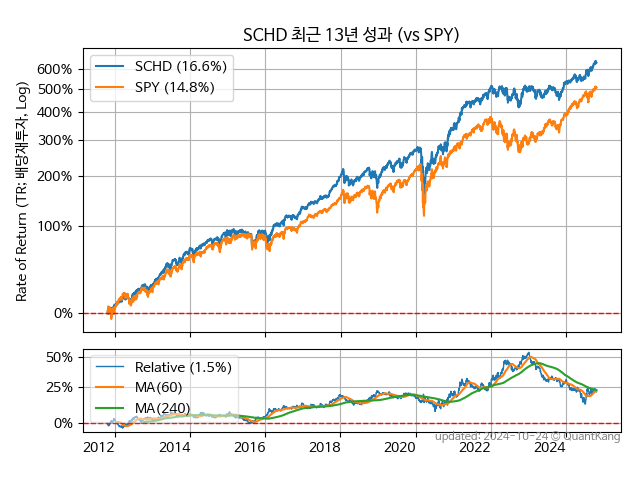 SCHD 최근 13년 성과 (vs SPY)
Rate of Return (TR; 배당재투자, Log)
SCHD (16.6%)
SPY (14.8%)
600%
500%
400%
300%
200%
100%
0%
Relative (1.5%)
MA(60)
MA(240)
50%
25%
0%
2012 2014 2016 2018 2020 2022 2024
updated: 2024-10-24 © QuantKang